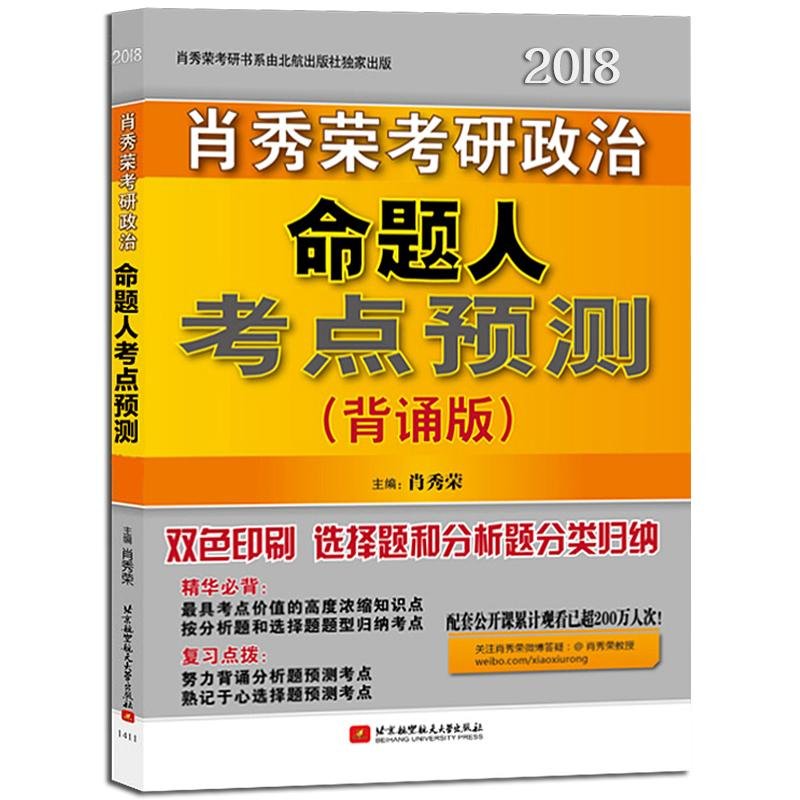 2018
肖秀荣考研政治
命题人考点预测
主编 肖秀荣
北京航空航天大学出版社
1411
肖秀荣考研书系由北航出版社独家出版
2018
肖秀荣考研政治
命题人
考点预测
(背诵版)
主编：肖秀荣
双色印刷 选择题和分析题分类归纳
精华必背：
最具考点价值的高度浓缩知识点
按分析题和选择题题型归纳考点
复习点拨：
努力背诵分析题预测考点
熟记于心选择题预测考点
配套公开课累计观看已超200万人次!
关注肖秀荣微博答疑：@ 肖秀荣教授
weibo.com/xiaoxiurong
北京航空航天大学出版社
BEIHANG UNIVERSITY PRESS